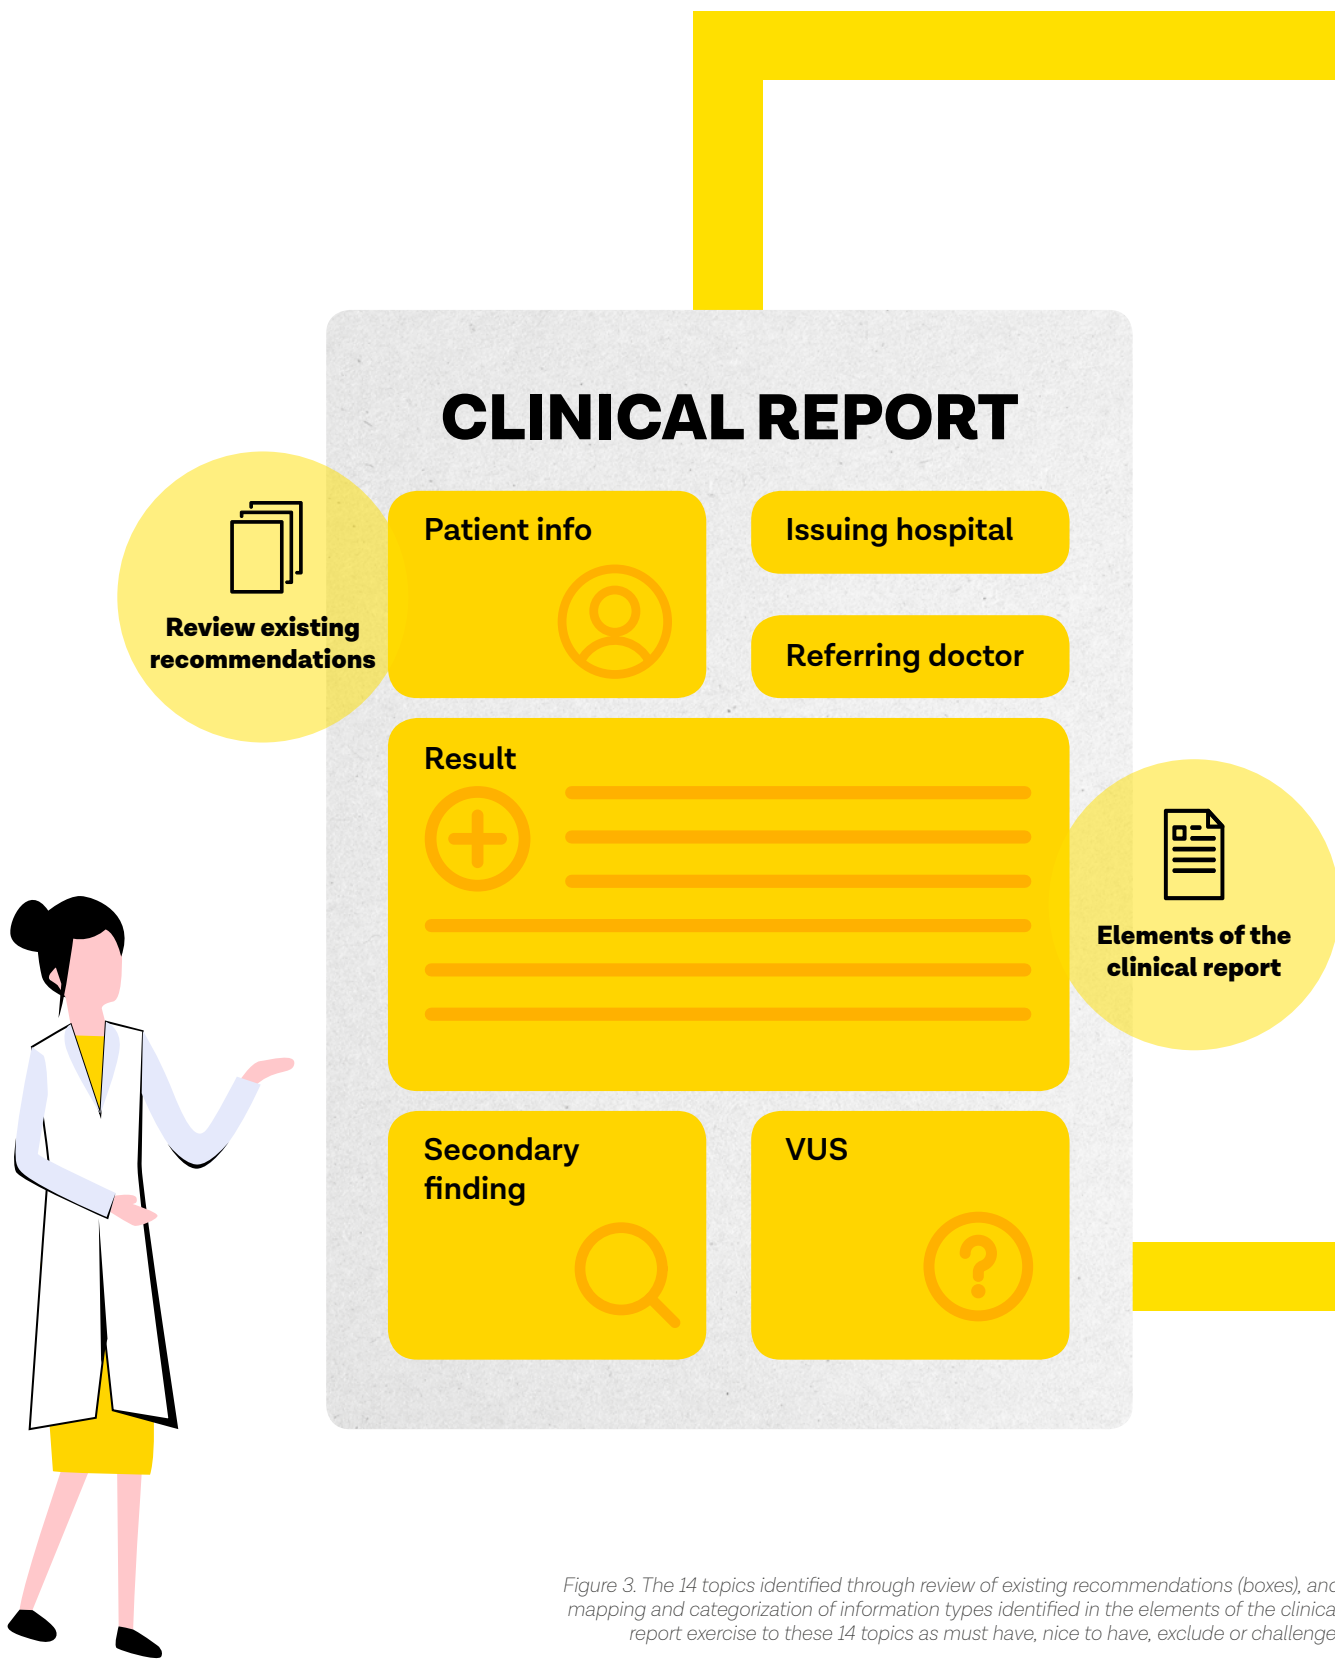 CLINICAL REPORT
Review existing
recommendations
Patient info
Issuing hospital
Referring doctor
Result
Elements of the
clinical report
Secondary
finding
VUS
Figure 3. The 14 topics identified through review of existing recommendations (boxes), and
mapping and categorization of information types identified in the elements of the clinica
report exercise to these 14 topics as must have, nice to have, exclude or challenge